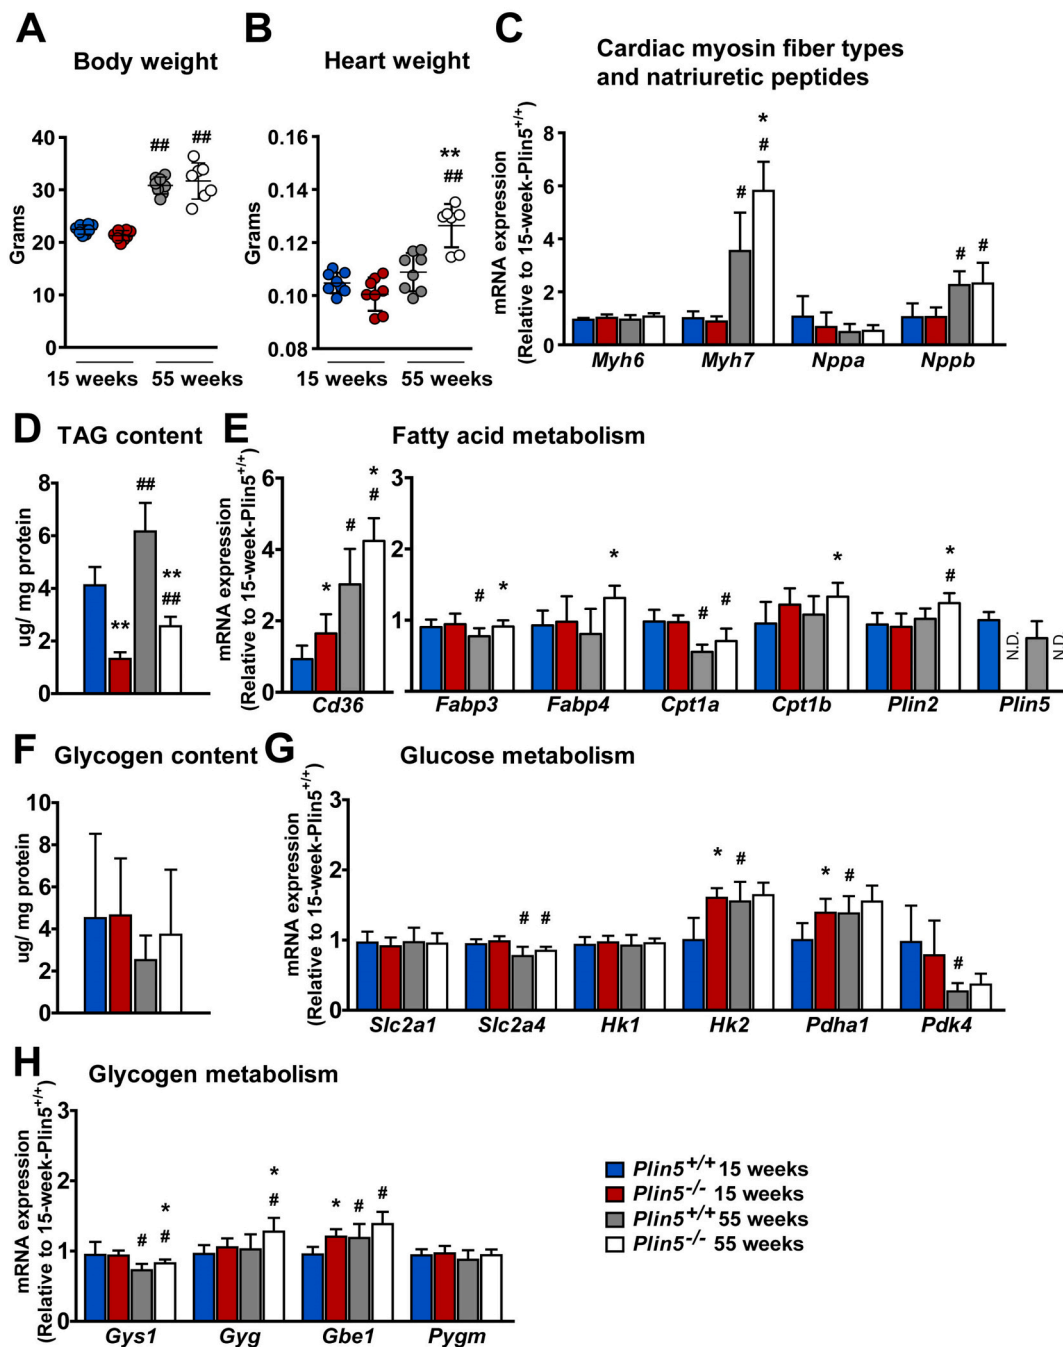 A
Body weight
Grams
40
30
20
10
0
##
##
15 weeks
55 weeks
B
Heart weight
Grams
0.16
0.14
0.12
0.10
0.08
**
##
15 weeks
55 weeks
C
Cardiac myosin fiber types
and natriuretic peptides
mRNA expression
(Relative to 15-week-Plin5+/+)
8
6
4
2
0
*
#
#
#
#
Myh6
Myh7
Nppa
Nppb
D
TAG content
ug/ mg protein
8
6
4
2
0
**
##
**
##
E
Fatty acid metabolism
mRNA expression
(Relative to 15-week-Plin5+/+)
6
4
2
0
*
#
*
#
Cd36
3
2
1
0
#
*
*
#
#
*
*
#
N.D.
N.D.
Fabp3
Fabp4
Cpt1a
Cpt1b
Plin2
Plin5
F
Glycogen content
ug/ mg protein
10
8
6
4
2
0
G
Glucose metabolism
mRNA expression
(Relative to 15-week-Plin5+/+)
3
2
1
0
#
#
*
#
*
#
#
Slc2a1
Slc2a4
Hk1
Hk2
Pdha1
Pdk4
H
Glycogen metabolism
mRNA expression
(Relative to 15-week-Plin5+/+)
3
2
1
0
#
*
#
*
#
*
#
#
Gys1
Gyg
Gbe1
Pygm
Plin5+/+ 15 weeks
Plin5-/- 15 weeks
Plin5+/+ 55 weeks
Plin5-/- 55 weeks